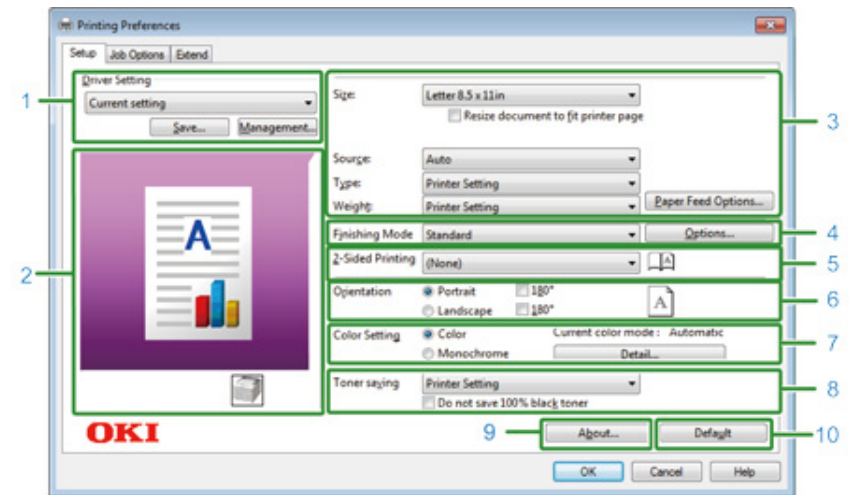 Printing Preferences
Setup Job Options Extend
1
Driver Setting
Current setting
Save... Management...
2
A
OKI
3
Size: Letter 8.5 x 11in
Resize document to fit printer page
Source: Auto
Type: Printer Setting
Weight: Printer Setting Paper Feed Options...
Finishing Mode Standard Options... 4
2-Sided Printing (None) A 5
Orientation Portrait 180° A 6
Landscape 180°
Color Setting Color Current color mode : Automatic
Monochrome Detail... 7
Toner saving Printer Setting 8
Do not save 100% black toner
9 About... Default 10
OK Cancel Help